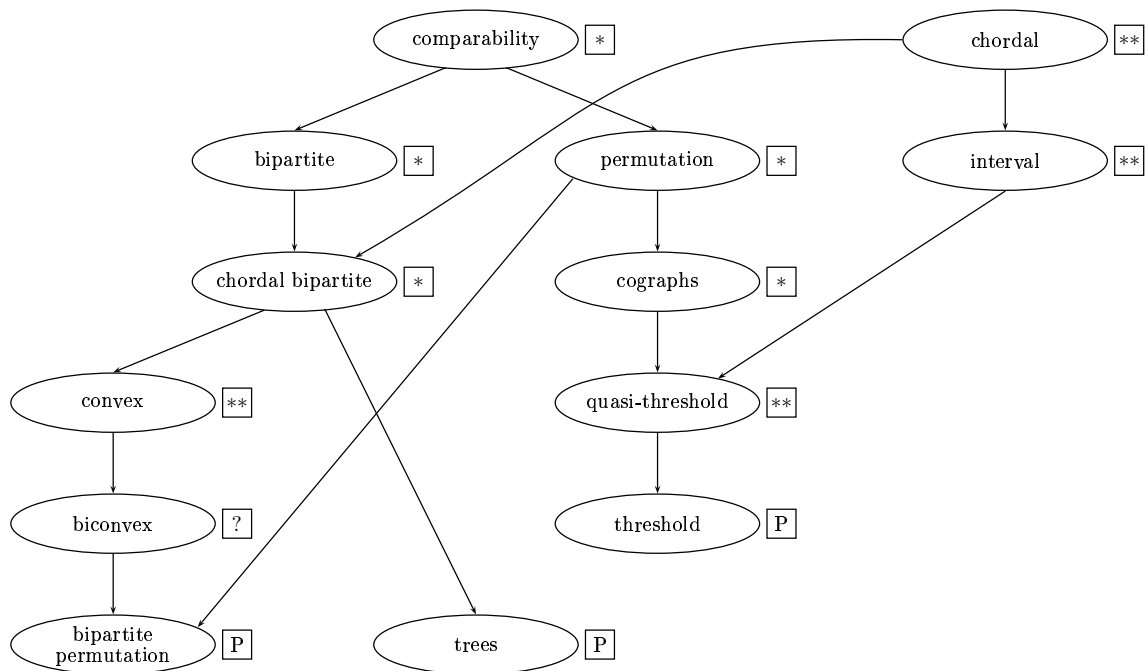 comparability *
chordal **
bipartite *
permutation *
interval **
chordal bipartite *
cographs *
convex **
quasi-threshold **
biconvex ?
threshold P
bipartite
permutation P
trees P